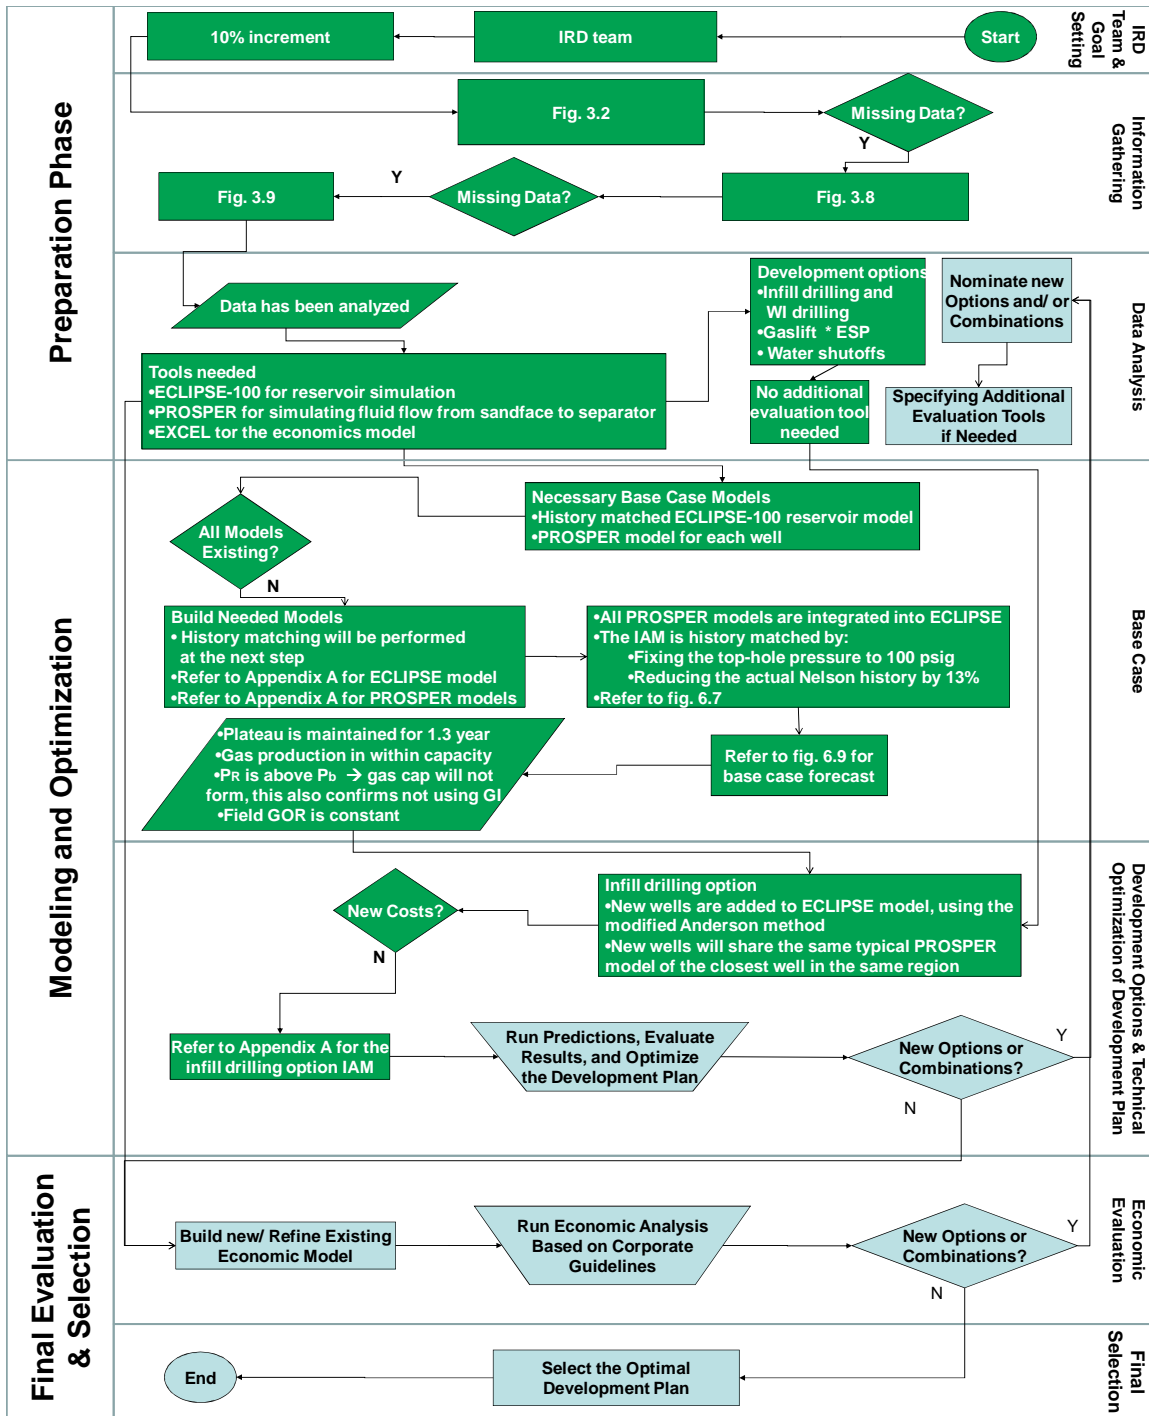 Preparation Phase
IRD
Team &
Goal
Setting
Start
IRD team
10% increment
Information
Gathering
Fig. 3.2
Missing Data?
Y
Fig. 3.8
Missing Data?
Y
Fig. 3.9
Data Analysis
Data has been analyzed
Tools needed
•ECLIPSE-100 for reservoir simulation
•PROSPER for simulating fluid flow from sandface to separator
•EXCEL tor the economics model
Development options
•Infill drilling and
WI drilling
•Gaslift * ESP
• Water shutoffs
No additional
evaluation tool
needed
Nominate new
Options and/ or
Combinations
Specifying Additional
Evaluation Tools
if Needed
Modeling and Optimization
Base Case
Necessary Base Case Models
•History matched ECLIPSE-100 reservoir model
•PROSPER model for each well
All Models
Existing?
N
Build Needed Models
• History matching will be performed
at the next step
•Refer to Appendix A for ECLIPSE model
•Refer to Appendix A for PROSPER models
•All PROSPER models are integrated into ECLIPSE
•The IAM is history matched by:
•Fixing the top-hole pressure to 100 psig
•Reducing the actual Nelson history by 13%
•Refer to fig. 6.7
Refer to fig. 6.9 for
base case forecast
•Plateau is maintained for 1.3 year
•Gas production in within capacity
•PR is above Pb → gas cap will not
form, this also confirms not using GI
•Field GOR is constant
Development Options & Technical
Optimization of Development Plan
Infill drilling option
•New wells are added to ECLIPSE model, using the
modified Anderson method
•New wells will share the same typical PROSPER
model of the closest well in the same region
New Costs?
N
Refer to Appendix A for the
infill drilling option IAM
Run Predictions, Evaluate
Results, and Optimize
the Development Plan
New Options or
Combinations?
Y
N
Final Evaluation
& Selection
Economic
Evaluation
Build new/ Refine Existing
Economic Model
Run Economic Analysis
Based on Corporate
Guidelines
New Options or
Combinations?
Y
N
Final
Selection
Select the Optimal
Development Plan
End